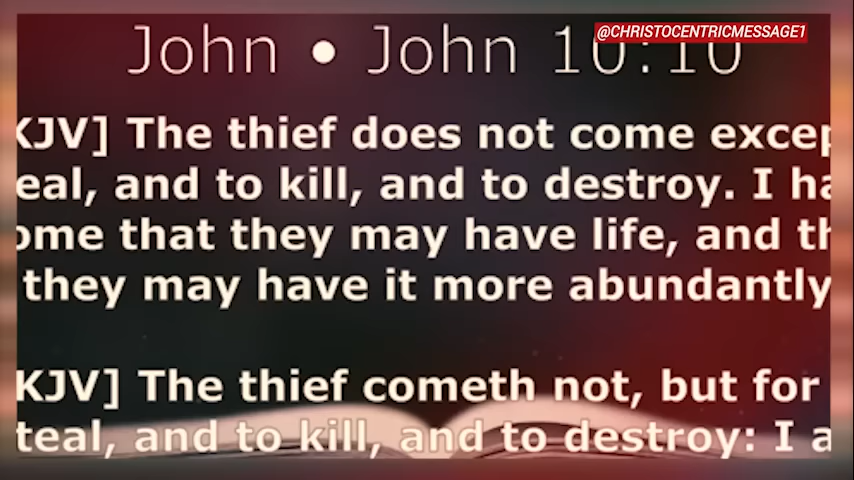 @CHRISTOCENTRICMESSAGE1
John • John 10:10
KJV] The thief does not come excep
eal, and to kill, and to destroy. I ha
ome that they may have life, and th
they may have it more abundantly
KJV] The thief cometh not, but for
teal, and to kill, and to destroy: I a